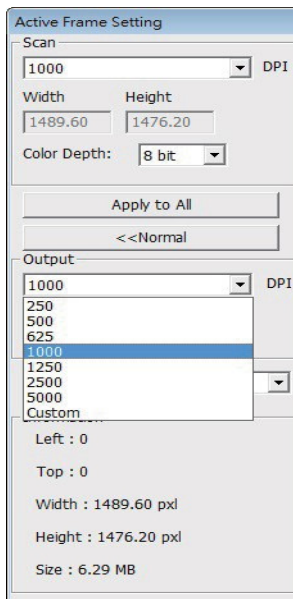 Active Frame Setting
Scan
1000 DPI
Width Height
1489.60 1476.20
Color Depth: 8 bit
Apply to All
<<Normal
Output
1000 DPI
250
500
625
1000
1250
2500
5000
Custom
Information
Left : 0
Top : 0
Width : 1489.60 pxl
Height : 1476.20 pxl
Size : 6.29 MB